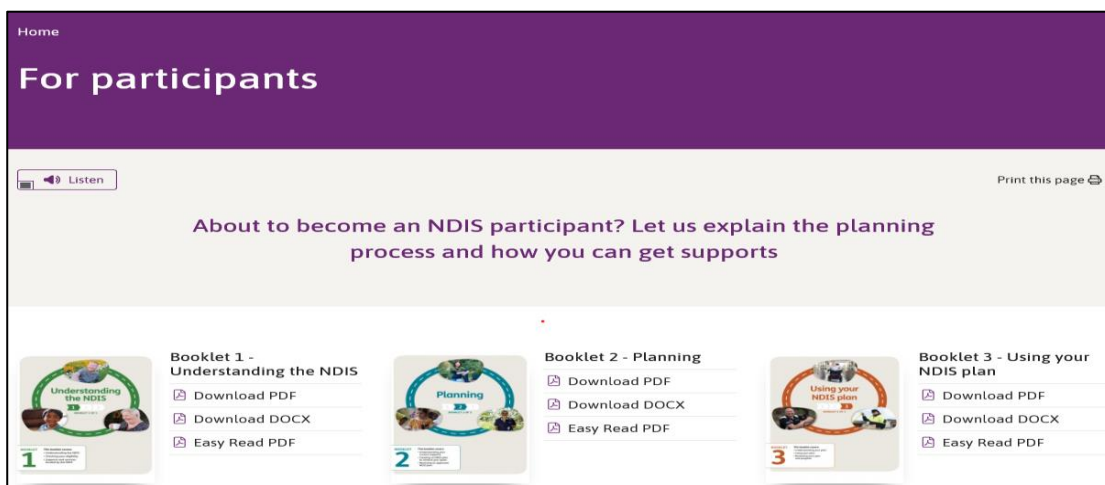 Home
For participants
Listen
Print this page
About to become an NDIS participant? Let us explain the planning
process and how you can get supports
Understanding
the NDIS
1
BOOKLET
1
Booklet 1 -
Understanding the NDIS
Download PDF
Download DOCX
Easy Read PDF
Planning
2
BOOKLET
2
Booklet 2 - Planning
Download PDF
Download DOCX
Easy Read PDF
Using your
NDIS plan
3
BOOKLET
3
Booklet 3 - Using your
NDIS plan
Download PDF
Download DOCX
Easy Read PDF